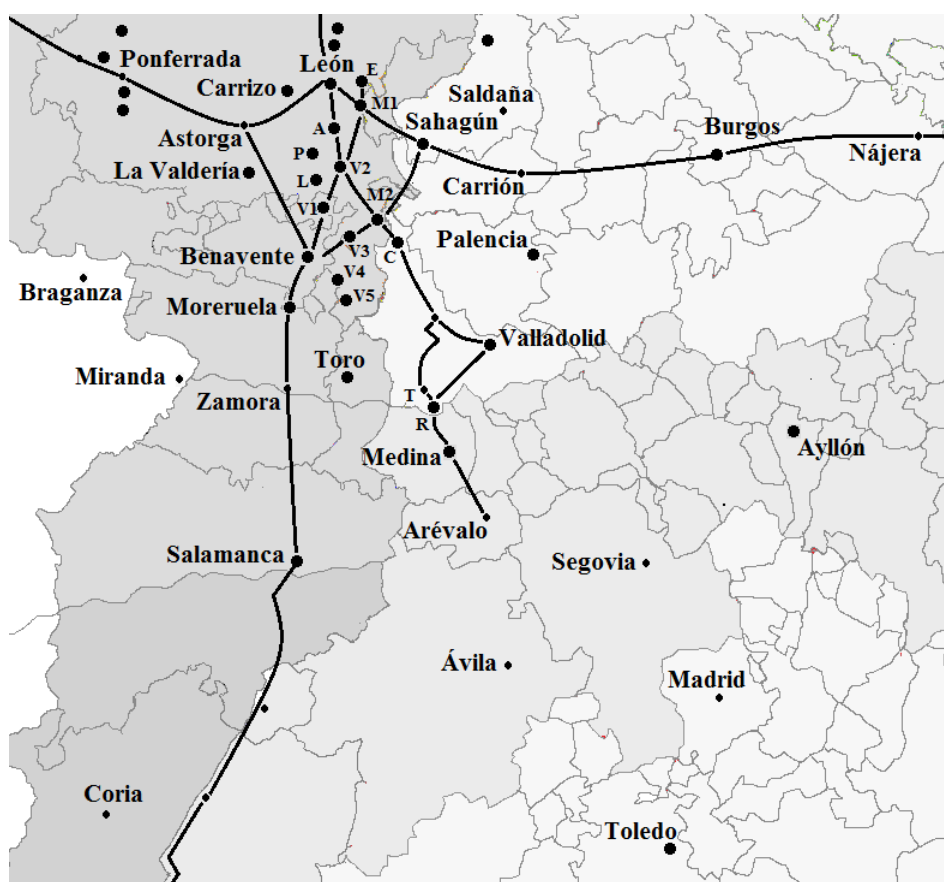 Ponferrada
León
E
Carrizo
M1
Saldaña
Astorga
A
Sahagún
Burgos
P
Nájera
La Valdería
V2
L
Carrión
V1
M2
Benavente
V3
C
Palencia
V4
Braganza
V5
Moreruela
Valladolid
Toro
Miranda
Zamora
T
R
Medina
Ayllón
Arévalo
Salamanca
Segovia
Ávila
Madrid
Coria
Toledo